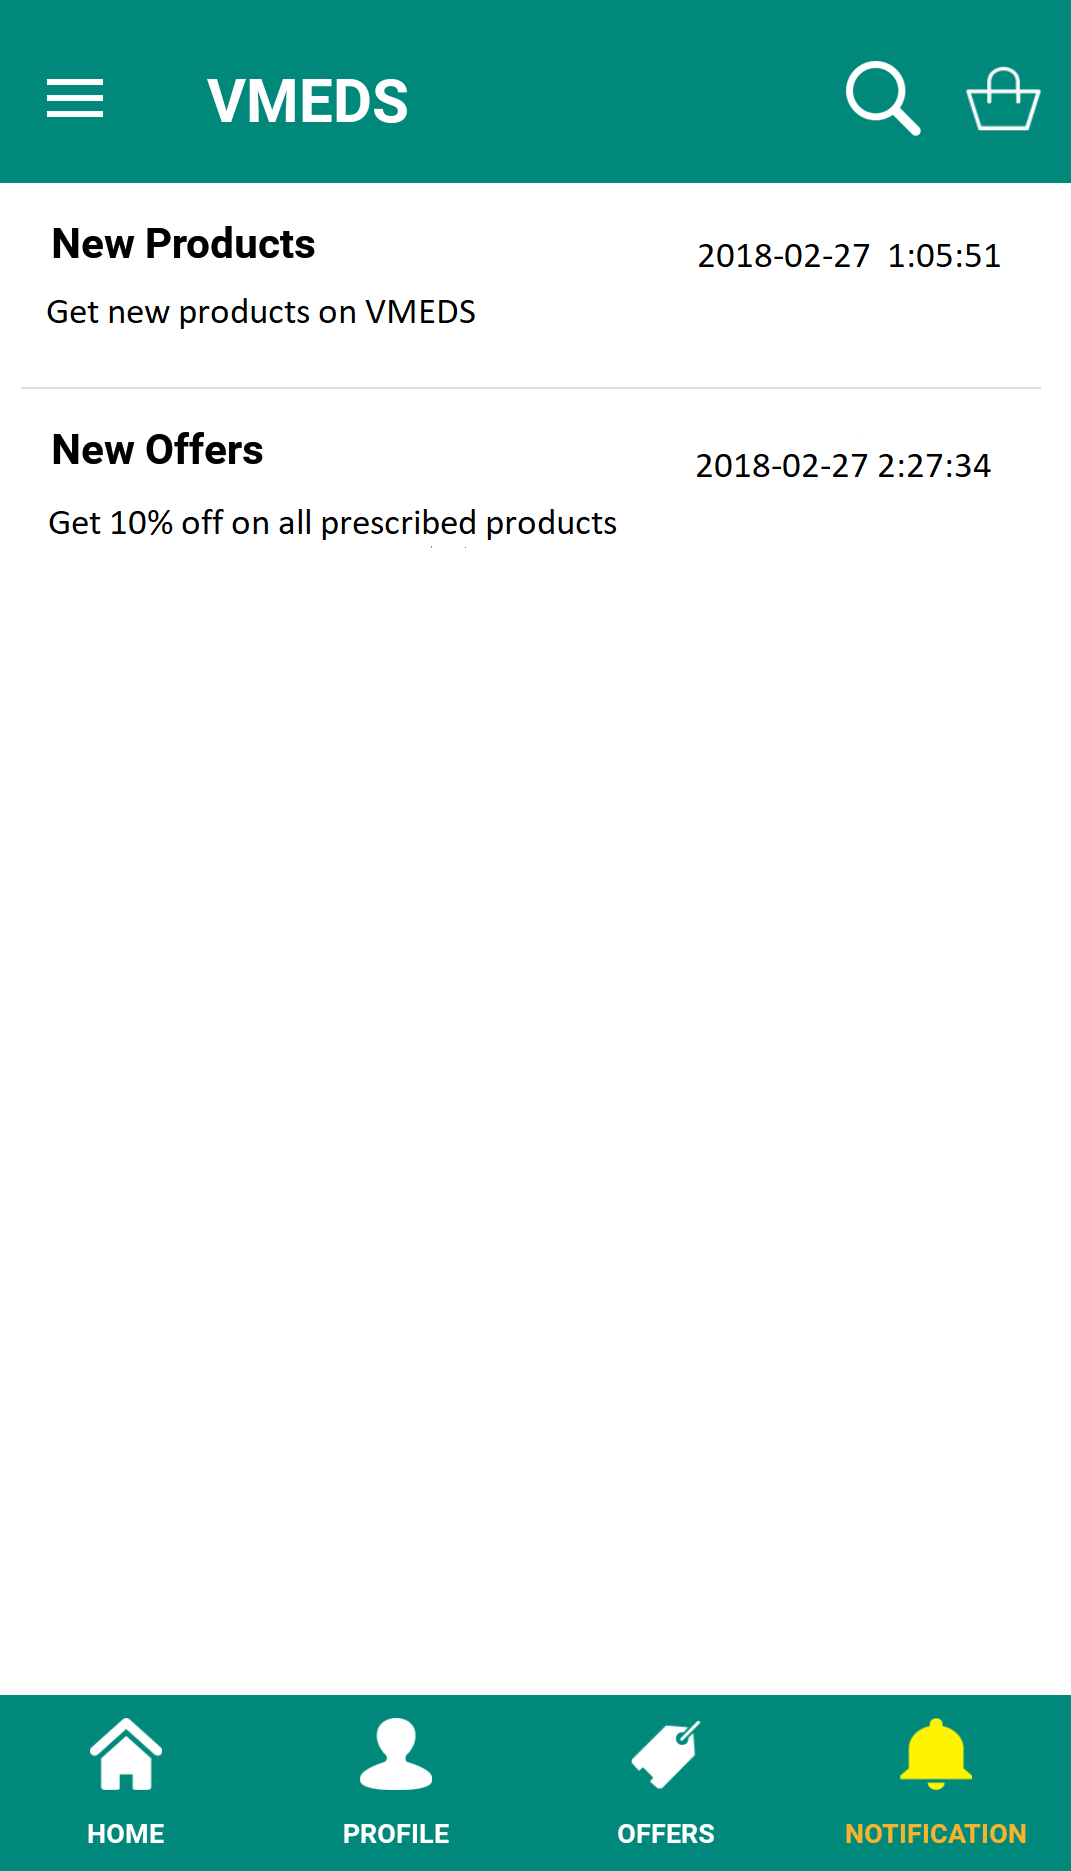 VMEDS
New Products 2018-02-27 1:05:51
Get new products on VMEDS
New Offers 2018-02-27 2:27:34
Get 10% off on all prescribed products
HOME PROFILE OFFERS NOTIFICATION